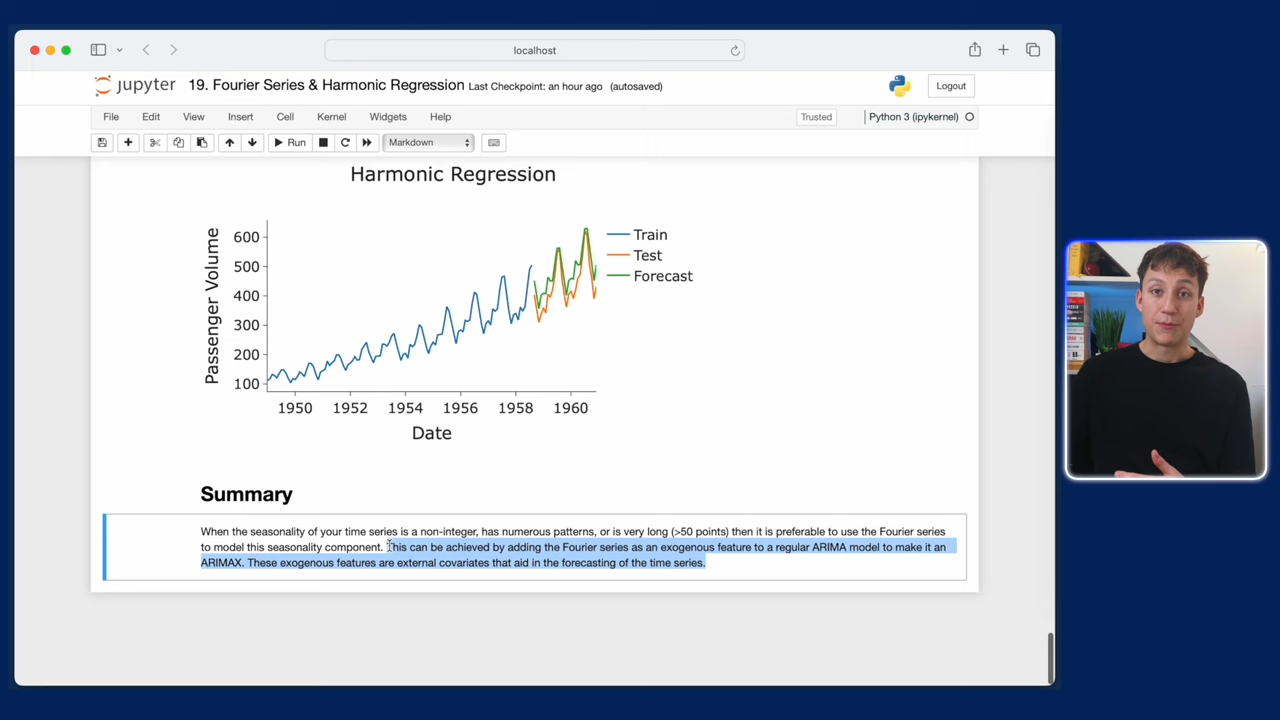 localhost
jupyter 19. Fourier Series & Harmonic Regression Last Checkpoint: an hour ago (autosaved)
Logout
File Edit View Insert Cell Kernel Widgets Help
Trusted
Python 3 (ipykernel)
Run
Markdown
Harmonic Regression
Passenger Volume
600
500
400
300
200
100
Train
Test
Forecast
1950 1952 1954 1956 1958 1960
Date
Summary
When the seasonality of your time series is a non-integer, has numerous patterns, or is very long (>50 points) then it is preferable to use the Fourier series
to model this seasonality component. This can be achieved by adding the Fourier series as an exogenous feature to a regular ARIMA model to make it an
ARIMAX. These exogenous features are external covariates that aid in the forecasting of the time series.